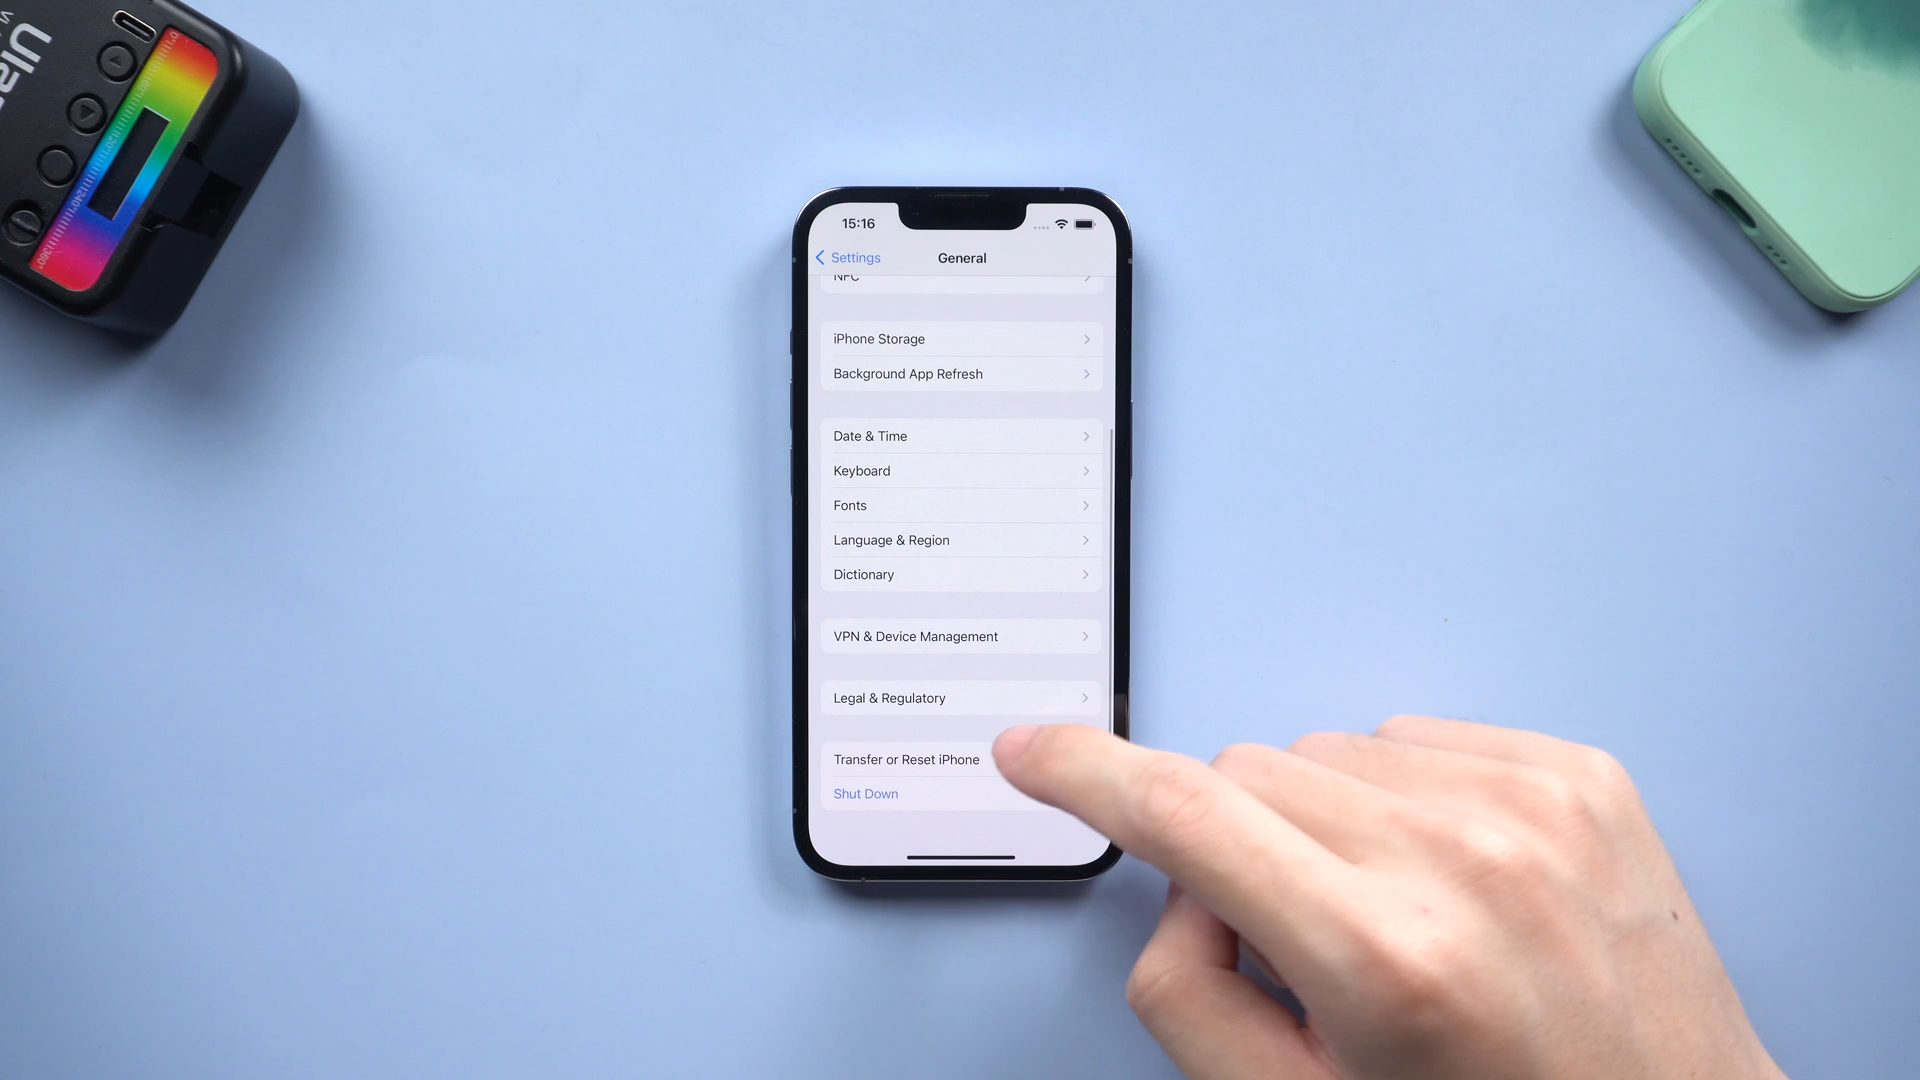 15:16
Settings
General
NFC
iPhone Storage
Background App Refresh
Date & Time
Keyboard
Fonts
Language & Region
Dictionary
VPN & Device Management
Legal & Regulatory
Transfer or Reset iPhone
Shut Down